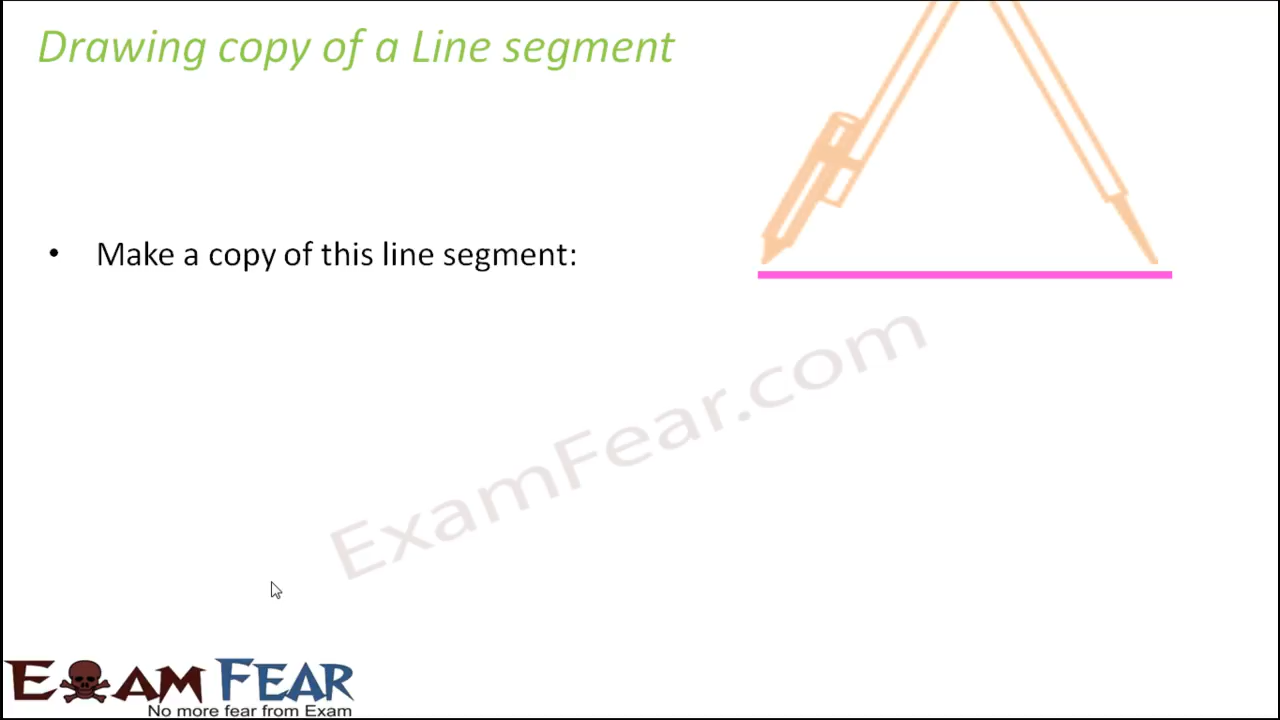 Drawing copy of a Line segment
• Make a copy of this line segment:
ExamFear.com
EXAM FEAR
No more fear from Exam